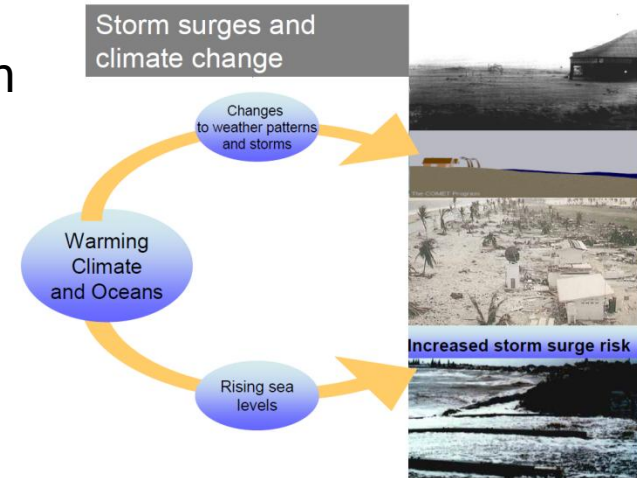 n
Storm surges and
climate change
Changes
to weather patterns
and storms
The COMET Program
Warming
Climate
and Oceans
Increased storm surge risk
Rising sea
levels